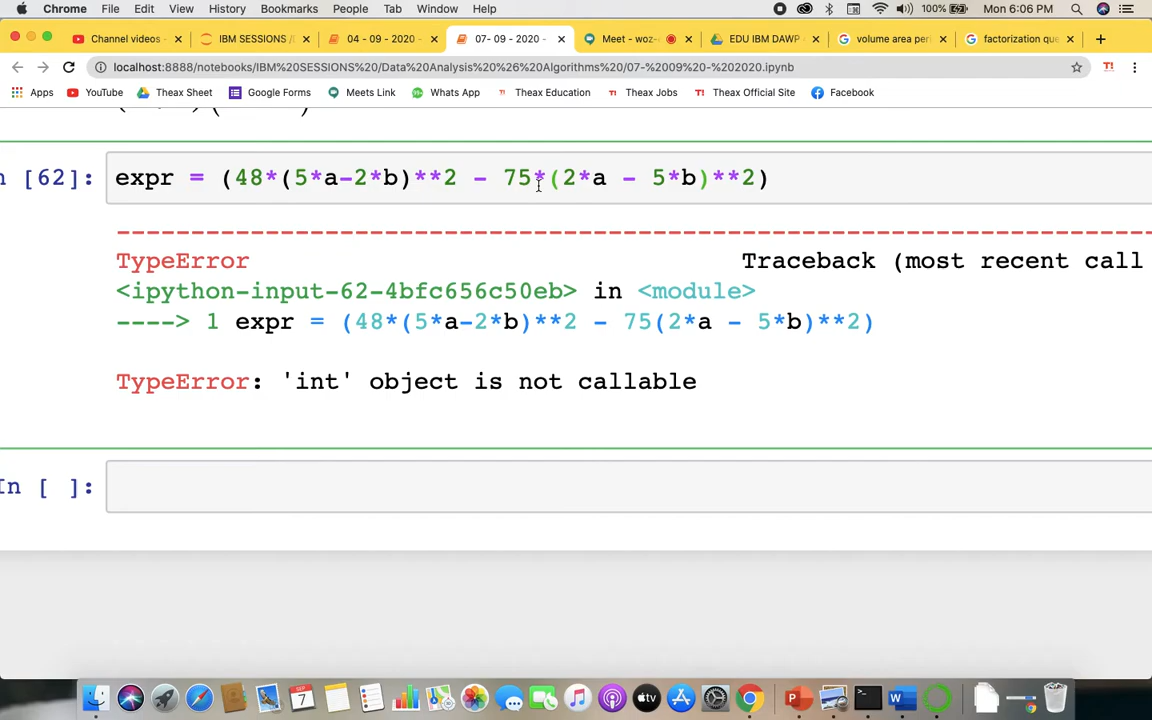 Chrome File Edit View History Bookmarks People Tab Window Help 100% Mon 6:06 PM
Channel videos - IBM SESSIONS / 04 - 09 - 2020 - 07- 09 - 2020 - Meet - woz- EDU IBM DAWP - volume area peri factorization que
localhost:8888/notebooks/IBM%20SESSIONS%20/Data%20Analysis%20%26%20Algorithms%20/07-%2009%20-%202020.ipynb T!
Apps YouTube Theax Sheet Google Forms Meets Link Whats App Theax Education T! Theax Jobs T! Theax Official Site Facebook
n [62]: expr = (48*(5*a-2*b)**2 - 75*(2*a - 5*b)**2)
---------------------------------------------------------------------------
TypeError Traceback (most recent call
<ipython-input-62-4bfc656c50eb> in <module>
----> 1 expr = (48*(5*a-2*b)**2 - 75(2*a - 5*b)**2)
TypeError: 'int' object is not callable
In [ ]: